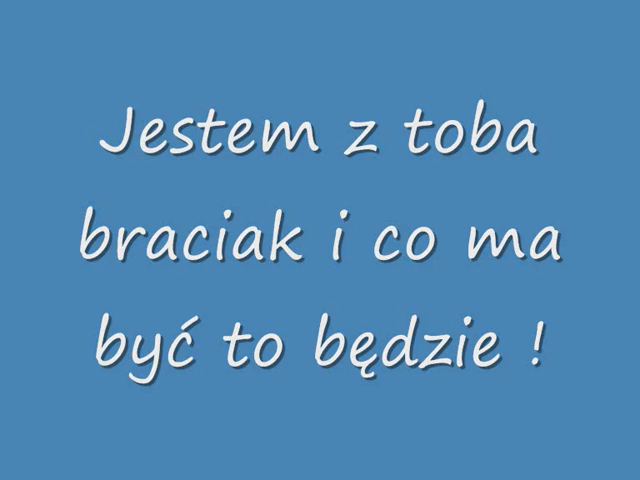 Jestem z toba
braciak i co ma
być to będzie !